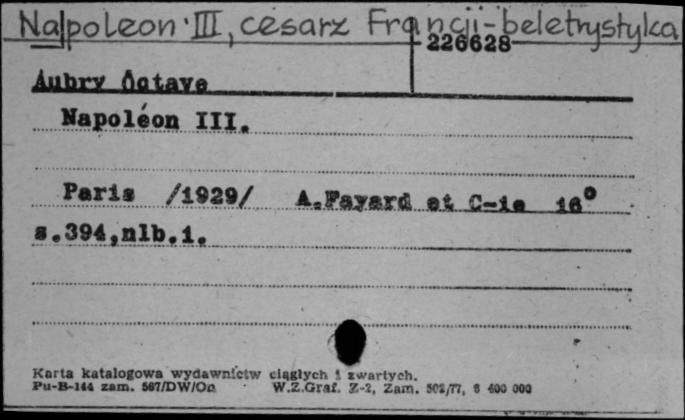 Napoleon III, cesarz Francji-beletrystyka
226628
Aubry Octave
Napoléon III.
Paris /1929/ A.Fayard et C-ie 16°
s.394,nlb.1.
Karta katalogowa wydawnictw ciągłych i zwartych.
Pu-B-144 zam. 567/DW/Op W.Z.Graf. Z-2, Zam. 502/77, 6 400 000